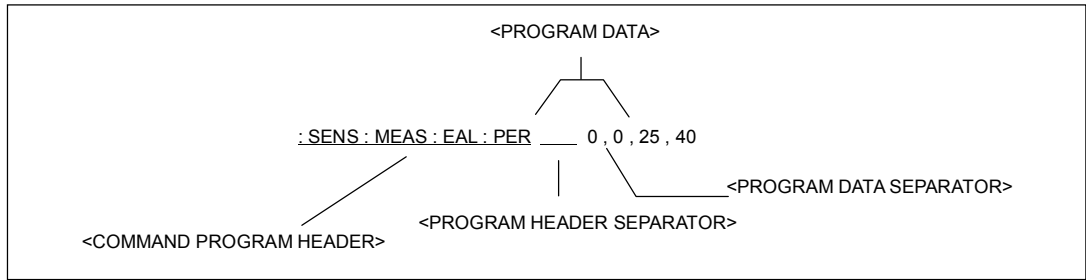 <PROGRAM DATA>
: SENS : MEAS : EAL : PER ___ 0 , 0 , 25 , 40
<PROGRAM DATA SEPARATOR>
<PROGRAM HEADER SEPARATOR>
<COMMAND PROGRAM HEADER>